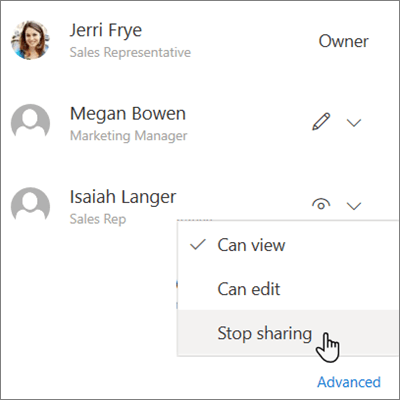 Jerri Frye
Sales Representative
Owner
Megan Bowen
Marketing Manager
Isaiah Langer
Sales Rep
Can view
Can edit
Stop sharing
Advanced